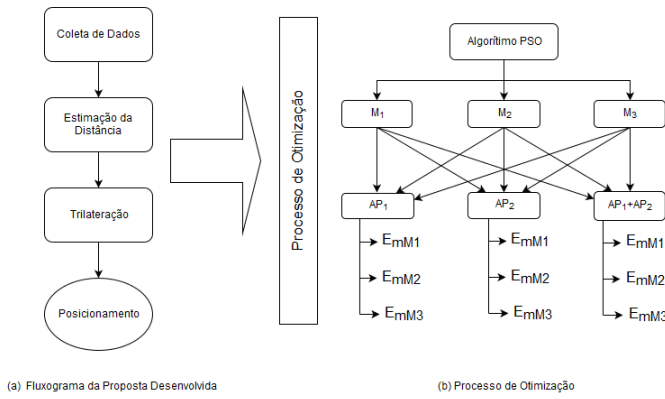 Coleta de Dados
Estimação da
Distância
Trilateração
Posicionamento
(a) Fluxograma da Proposta Desenvolvida
Processo de Otimização
Algorítimo PSO
M1
M2
M3
AP1
AP2
AP1+AP2
EmM1
EmM2
EmM3
EmM1
EmM2
EmM3
EmM1
EmM2
EmM3
(b) Processo de Otimização